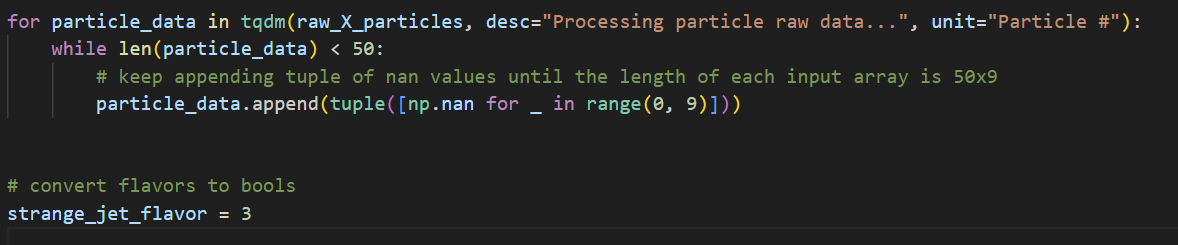 for particle_data in tqdm(raw_X_particles, desc="Processing particle raw data...", unit="Particle #"):
    while len(particle_data) < 50:
        # keep appending tuple of nan values until the length of each input array is 50x9
        particle_data.append(tuple([np.nan for _ in range(0, 9)]))
# convert flavors to bools
strange_jet_flavor = 3